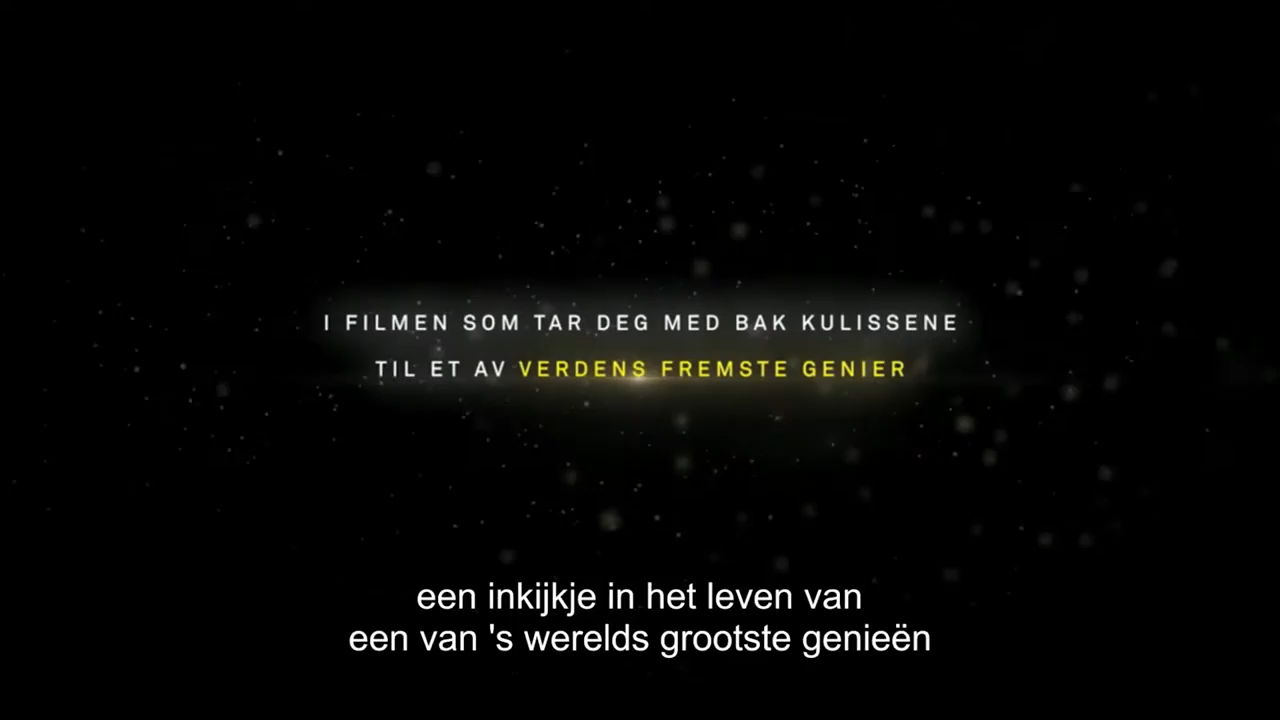 I FILMEN SOM TAR DEG MED BAK KULISSENE
TIL ET AV VERDENS FREMSTE GENIER
een inkijkje in het leven van
een van 's werelds grootste genieën